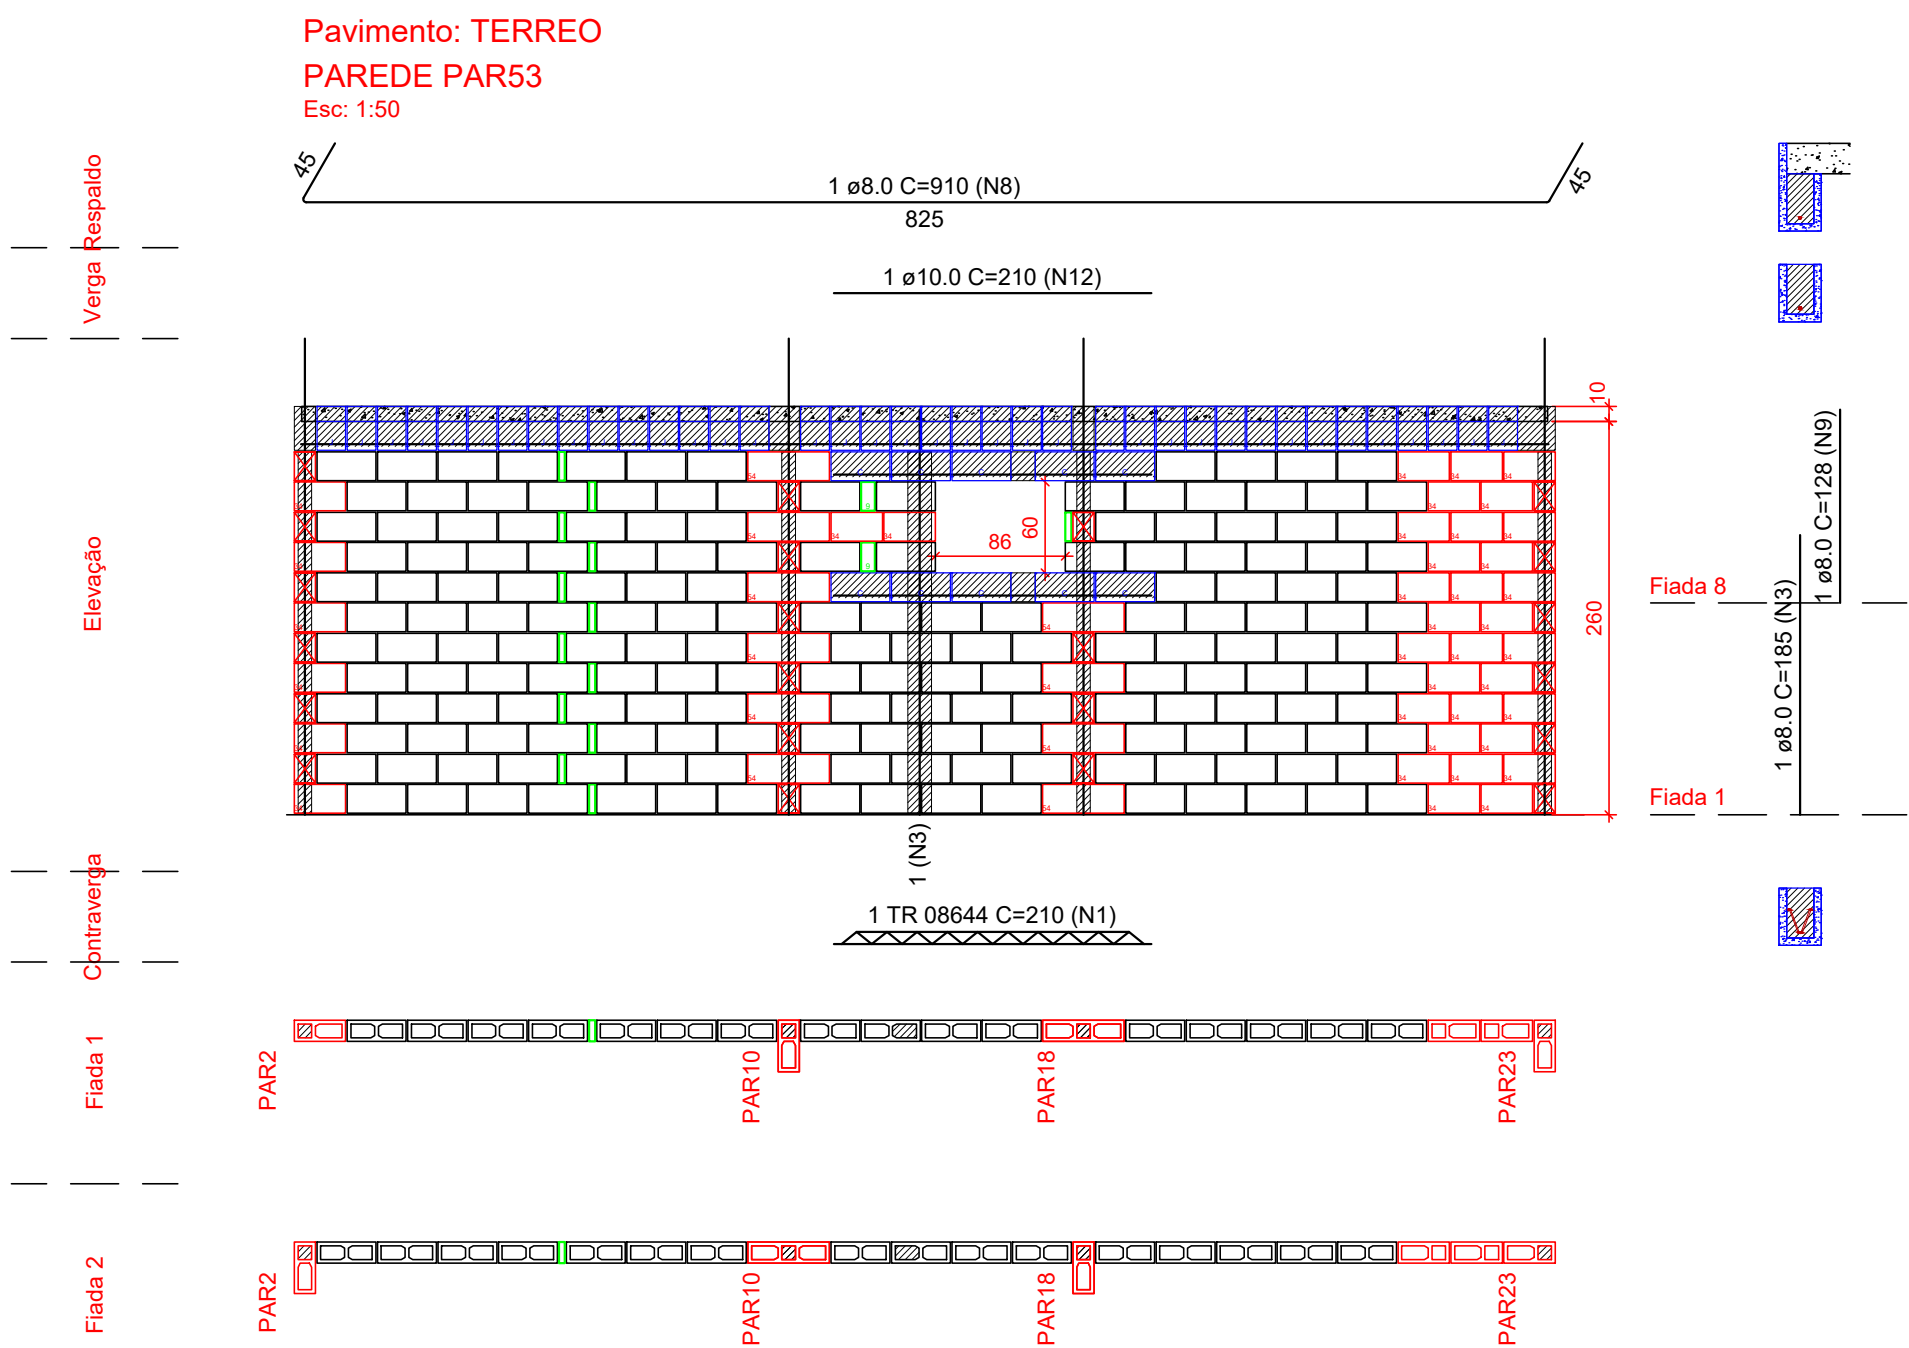 Pavimento: TERREO
PAREDE PAR53
Esc: 1:50
Respaldo
45
1 ø8.0 C=910 (N8)
825
45
Verga
1 ø10.0 C=210 (N12)
Elevação
10
260
86
60
Fiada 8
Fiada 1
1 ø8.0 C=185 (N3)
1 ø8.0 C=128 (N9)
1 (N3)
Contraverga
1 TR 08644 C=210 (N1)
Fiada 1
PAR2
PAR10
PAR18
PAR23
Fiada 2
PAR2
PAR10
PAR18
PAR23